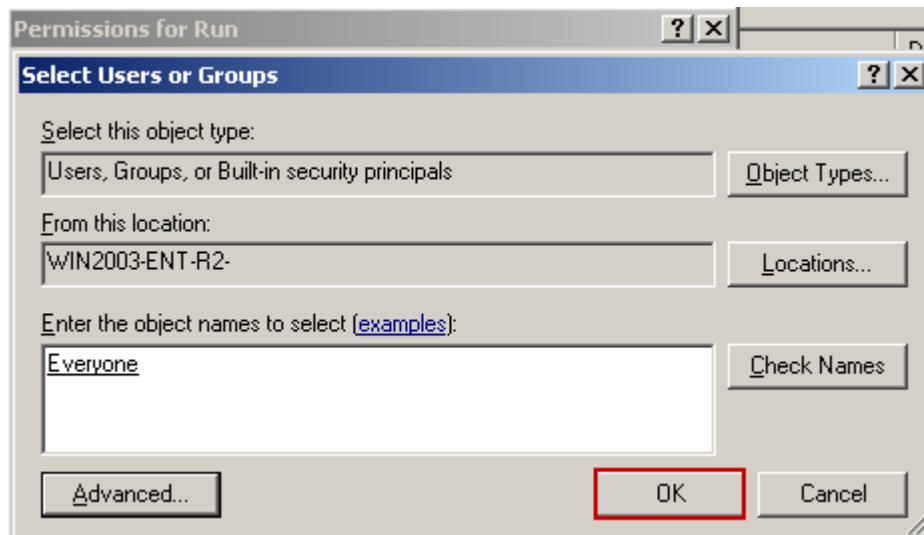 Permissions for Run
Select Users or Groups
Select this object type:
Users, Groups, or Built-in security principals
Object Types...
From this location:
WIN2003-ENT-R2-
Locations...
Enter the object names to select (examples):
Everyone
Check Names
Advanced...
OK
Cancel